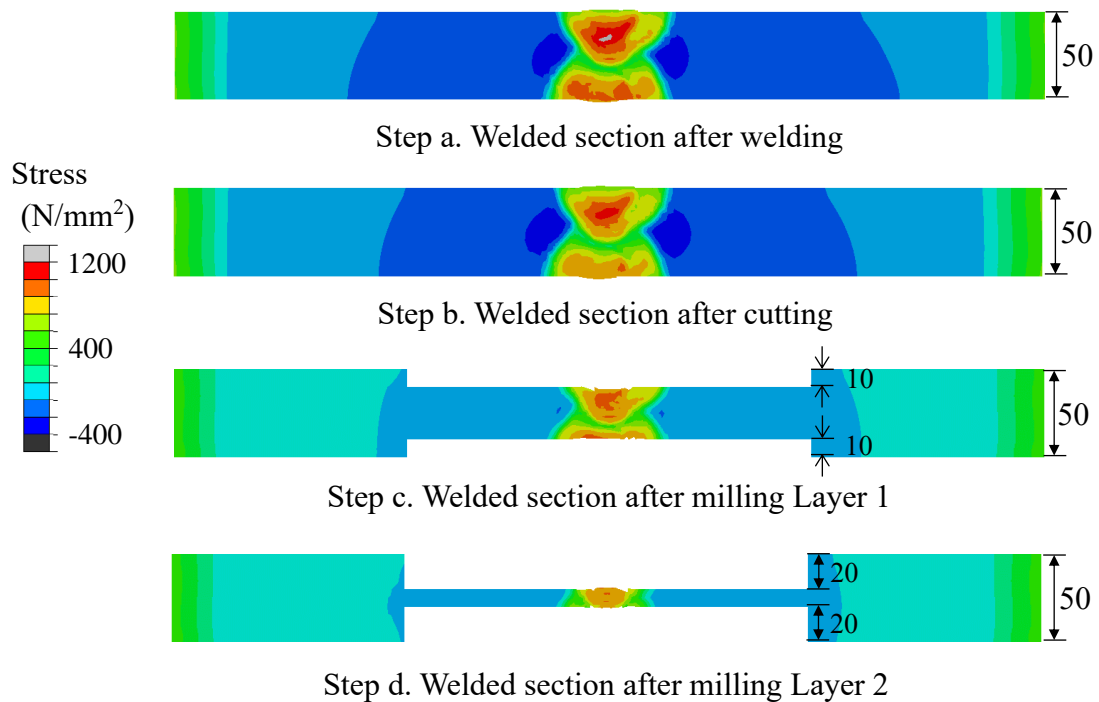 50
Step a. Welded section after welding
Stress
(N/mm²)
1200
400
-400
50
Step b. Welded section after cutting
10
10
50
Step c. Welded section after milling Layer 1
20
20
50
Step d. Welded section after milling Layer 2